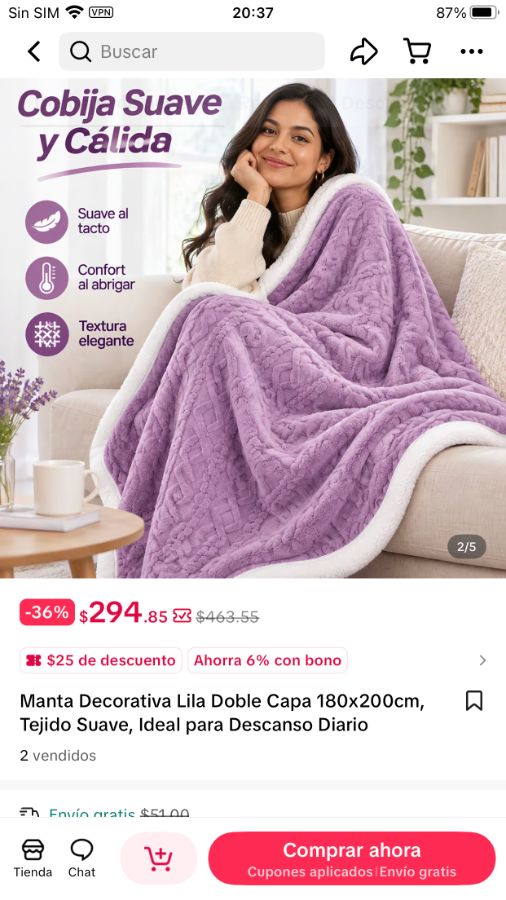 Sin SIM VPN 20:37 87%
Buscar
Cobija Suave
y Cálida
Suave al
tacto
Confort
al abrigar
Textura
elegante
2/5
-36% $294.85 $463.55
$25 de descuento Ahorra 6% con bono
Manta Decorativa Lila Doble Capa 180x200cm,
Tejido Suave, Ideal para Descanso Diario
2 vendidos
Envío gratis $51.00
Tienda Chat
Comprar ahora
Cupones aplicados | Envío gratis